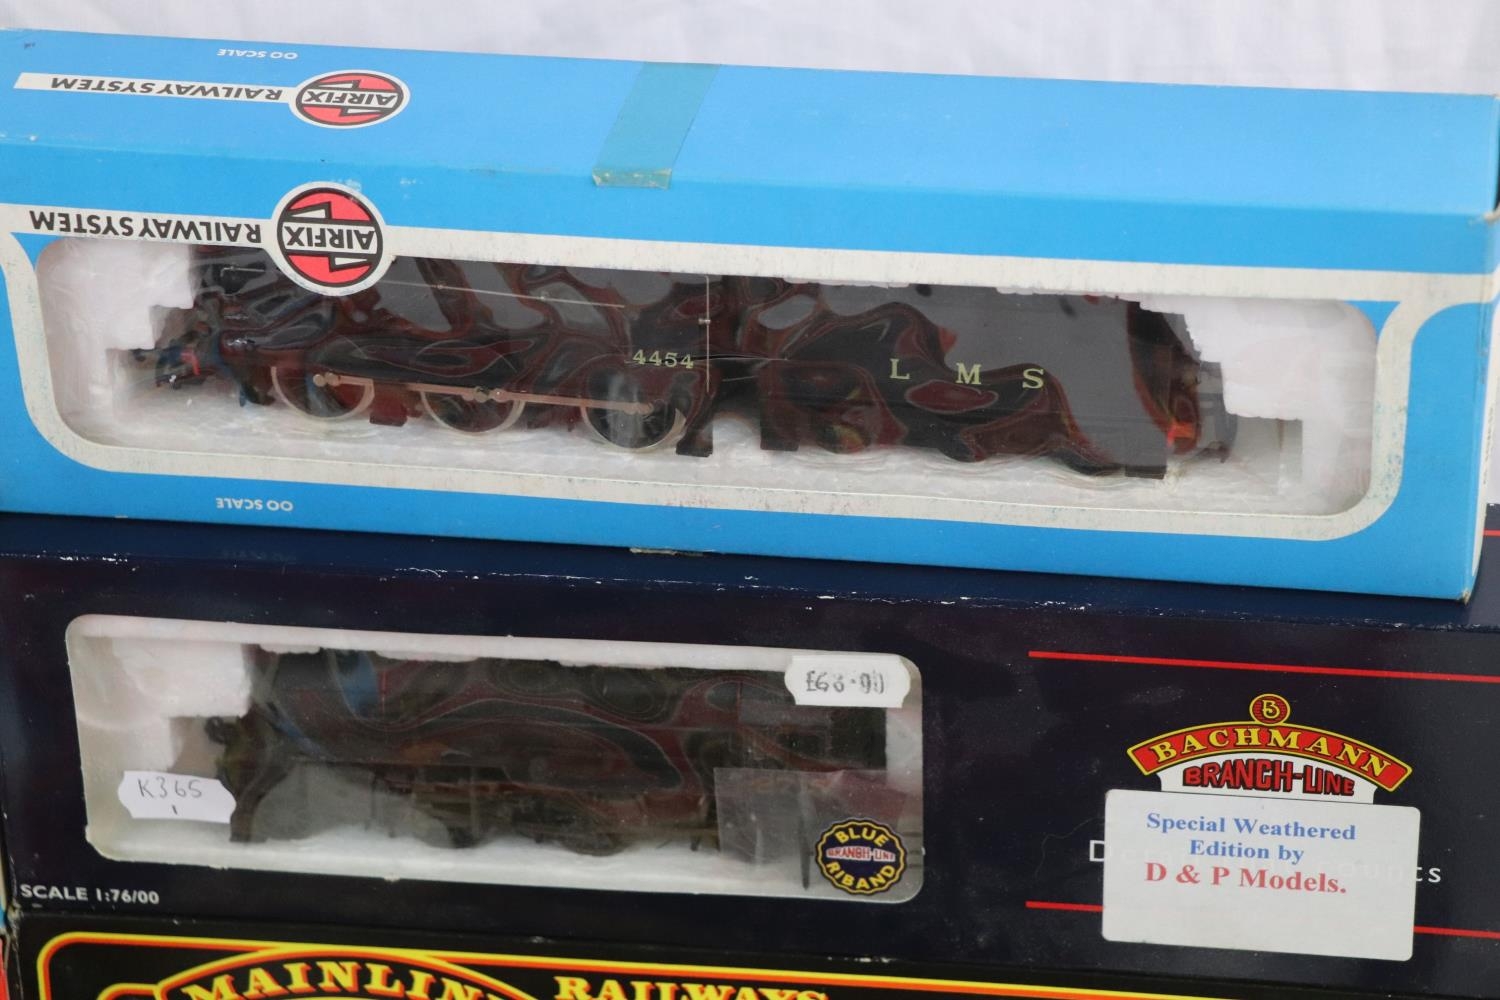 OO SCALE
AIRFIX
RAILWAY SYSTEM
AIRFIX
RAILWAY SYSTEM
4454
L M S
OO SCALE
£68.90
K365
BLUE
BRANCH-LINE
RIBAND
SCALE 1:76/00
BACHMANN
BRANCH-LINE
Special Weathered
Edition by
D & P Models.
MAINLINE
RAILWAYS